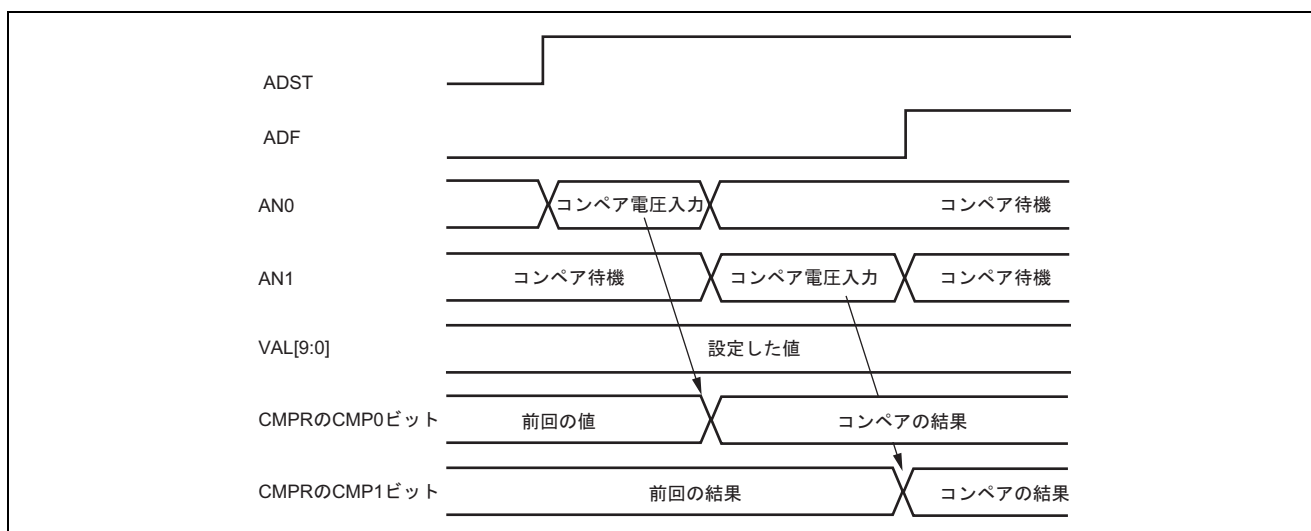 ADST
ADF
AN0 コンペア電圧入力 コンペア待機
AN1 コンペア待機 コンペア電圧入力 コンペア待機
VAL[9:0] 設定した値
CMPRのCMP0ビット 前回の値 コンペアの結果
CMPRのCMP1ビット 前回の結果 コンペアの結果